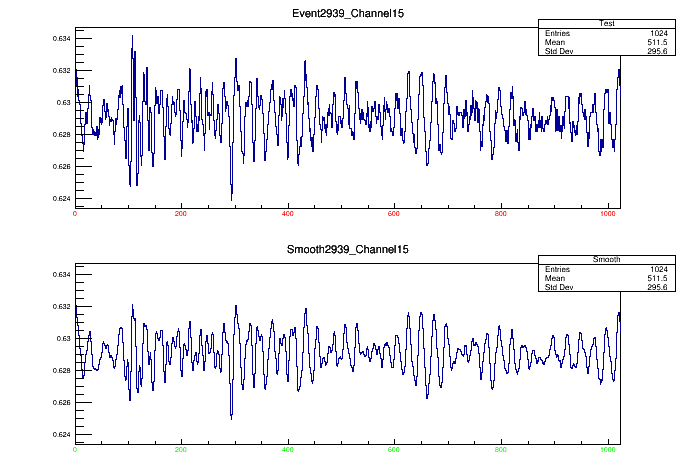 Event2939_Channel15
Test
Entries 1024
Mean 511.5
Std Dev 295.6
0.634
0.632
0.63
0.628
0.626
0.624
0 200 400 600 800 1000
Smooth2939_Channel15
Smooth
Entries 1024
Mean 511.5
Std Dev 295.6
0.634
0.632
0.63
0.628
0.626
0.624
0 200 400 600 800 1000